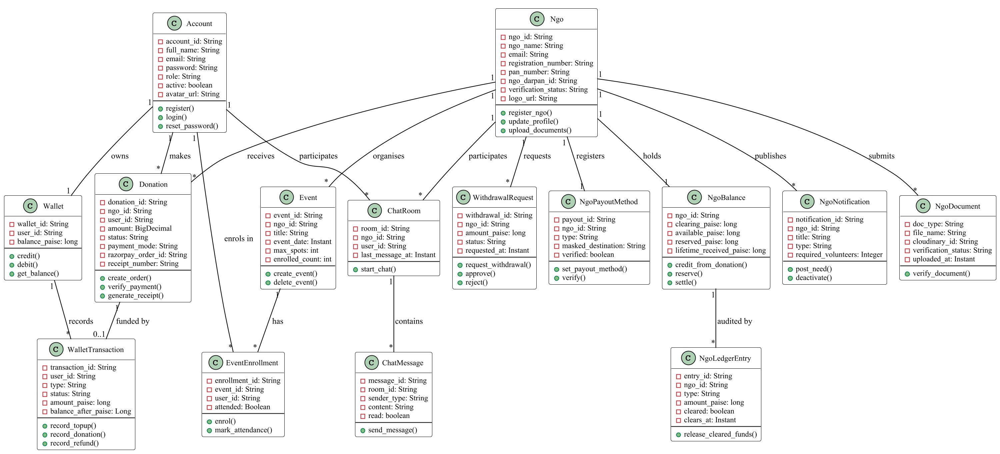 C Account
account_id: String
full_name: String
email: String
password: String
role: String
active: boolean
avatar_url: String
register()
login()
reset_password()
C Ngo
ngo_id: String
ngo_name: String
email: String
registration_number: String
pan_number: String
ngo_darpan_id: String
verification_status: String
logo_url: String
register_ngo()
update_profile()
upload_documents()
1
1
1
1
1
1
1
1
1
1
1
1
owns
makes
receives
participates
organises
participates
requests
registers
holds
publishes
submits
enrols in
1
*
*
*
*
*
*
1
1
*
*
C Wallet
wallet_id: String
user_id: String
balance_paise: long
credit()
debit()
get_balance()
C Donation
donation_id: String
ngo_id: String
user_id: String
amount: BigDecimal
status: String
payment_mode: String
razorpay_order_id: String
receipt_number: String
create_order()
verify_payment()
generate_receipt()
C Event
event_id: String
ngo_id: String
title: String
event_date: Instant
max_spots: int
enrolled_count: int
create_event()
delete_event()
C ChatRoom
room_id: String
ngo_id: String
user_id: String
last_message_at: Instant
start_chat()
C WithdrawalRequest
withdrawal_id: String
ngo_id: String
amount_paise: long
status: String
requested_at: Instant
request_withdrawal()
approve()
reject()
C NgoPayoutMethod
payout_id: String
ngo_id: String
type: String
masked_destination: String
verified: boolean
set_payout_method()
verify()
C NgoBalance
ngo_id: String
clearing_paise: long
available_paise: long
reserved_paise: long
lifetime_received_paise: long
credit_from_donation()
reserve()
settle()
C NgoNotification
notification_id: String
ngo_id: String
title: String
type: String
required_volunteers: Integer
post_need()
deactivate()
C NgoDocument
doc_type: String
file_name: String
cloudinary_id: String
verification_status: String
uploaded_at: Instant
verify_document()
1
1
1
1
1
records
funded by
has
contains
audited by
*
0..1
*
*
*
*
C WalletTransaction
transaction_id: String
user_id: String
type: String
status: String
amount_paise: long
balance_after_paise: Long
record_topup()
record_donation()
record_refund()
C EventEnrollment
enrollment_id: String
event_id: String
user_id: String
attended: Boolean
enrol()
mark_attendance()
C ChatMessage
message_id: String
room_id: String
sender_type: String
content: String
read: boolean
send_message()
C NgoLedgerEntry
entry_id: String
ngo_id: String
type: String
amount_paise: long
cleared: boolean
clears_at: Instant
release_cleared_funds()